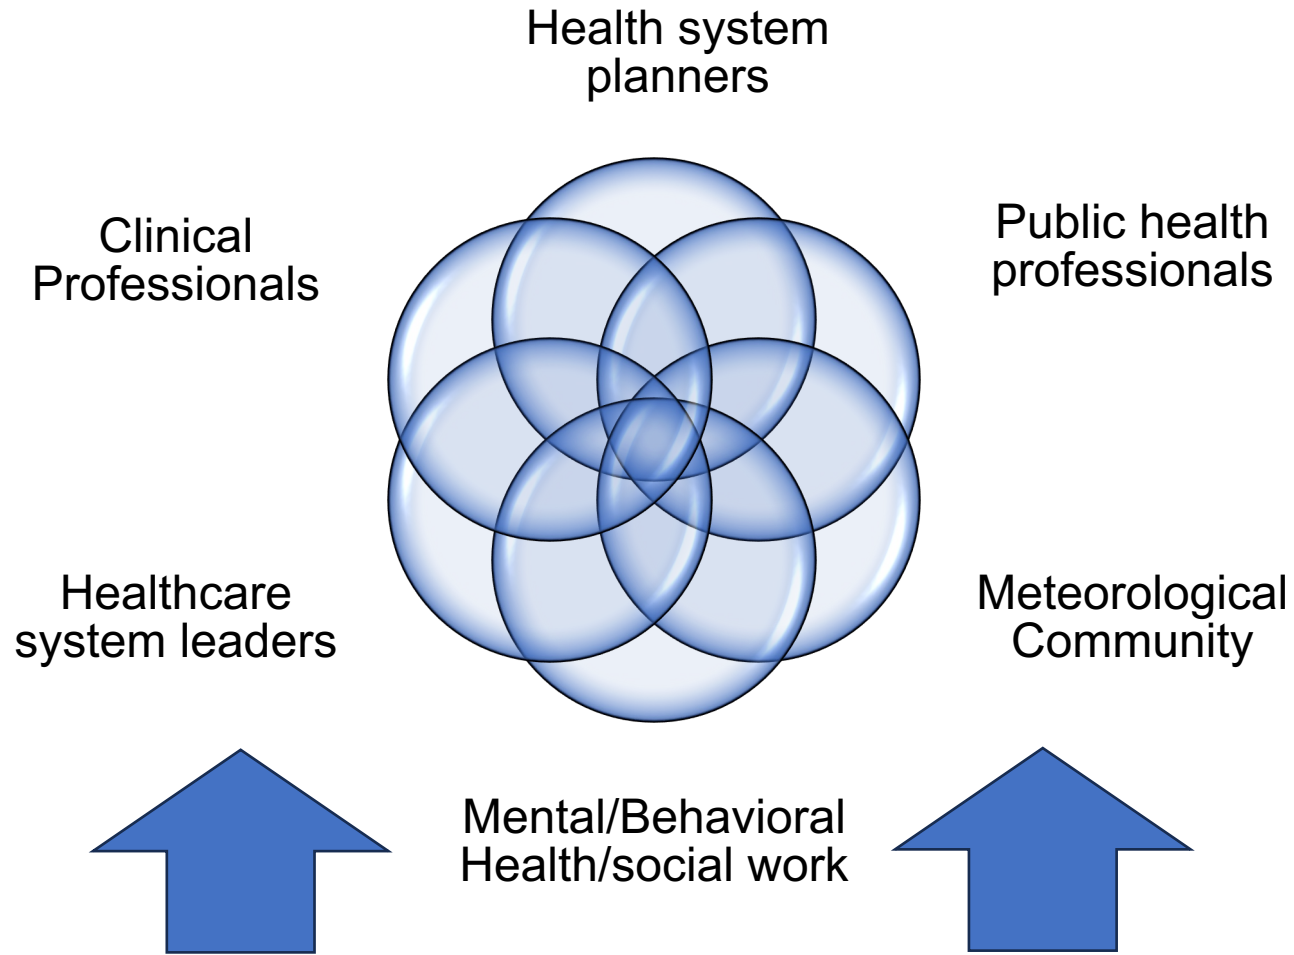 Health system
planners
Clinical
Professionals
Public health
professionals
Healthcare
system leaders
Meteorological
Community
Mental/Behavioral
Health/social work